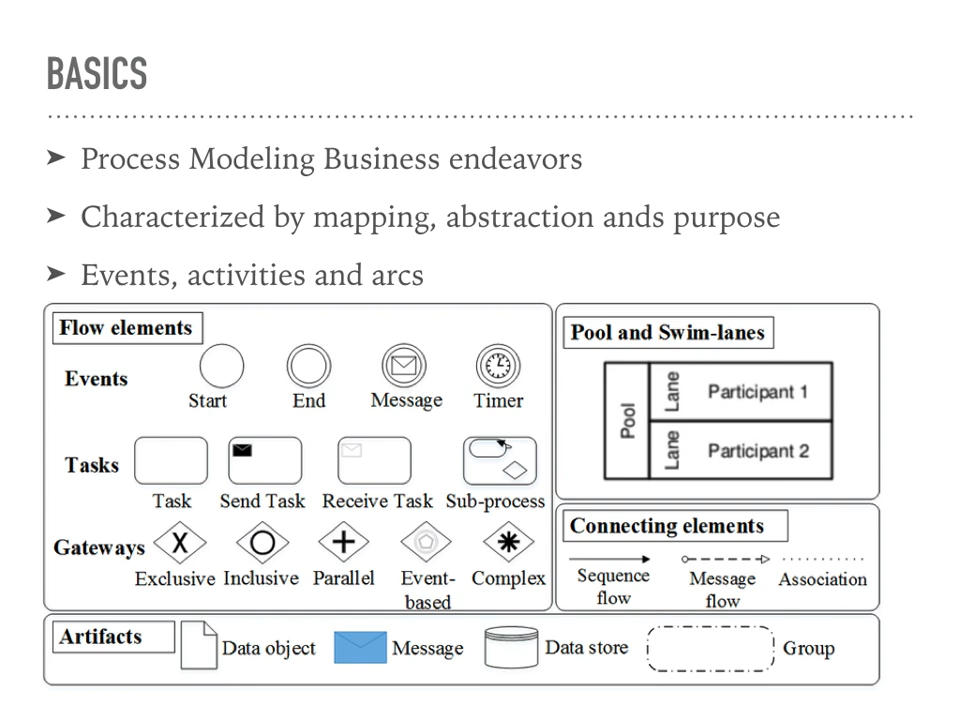 BASICS
➤ Process Modeling Business endeavors
➤ Characterized by mapping, abstraction ands purpose
➤ Events, activities and arcs
Flow elements
Events
Start End Message Timer
Tasks
Task Send Task Receive Task Sub-process
Gateways X
Exclusive Inclusive Parallel Event- Complex
based
Pool and Swim-lanes
Pool
Lane Participant 1
Lane Participant 2
Connecting elements
Sequence Message Association
flow flow
Artifacts Data object Message Data store Group